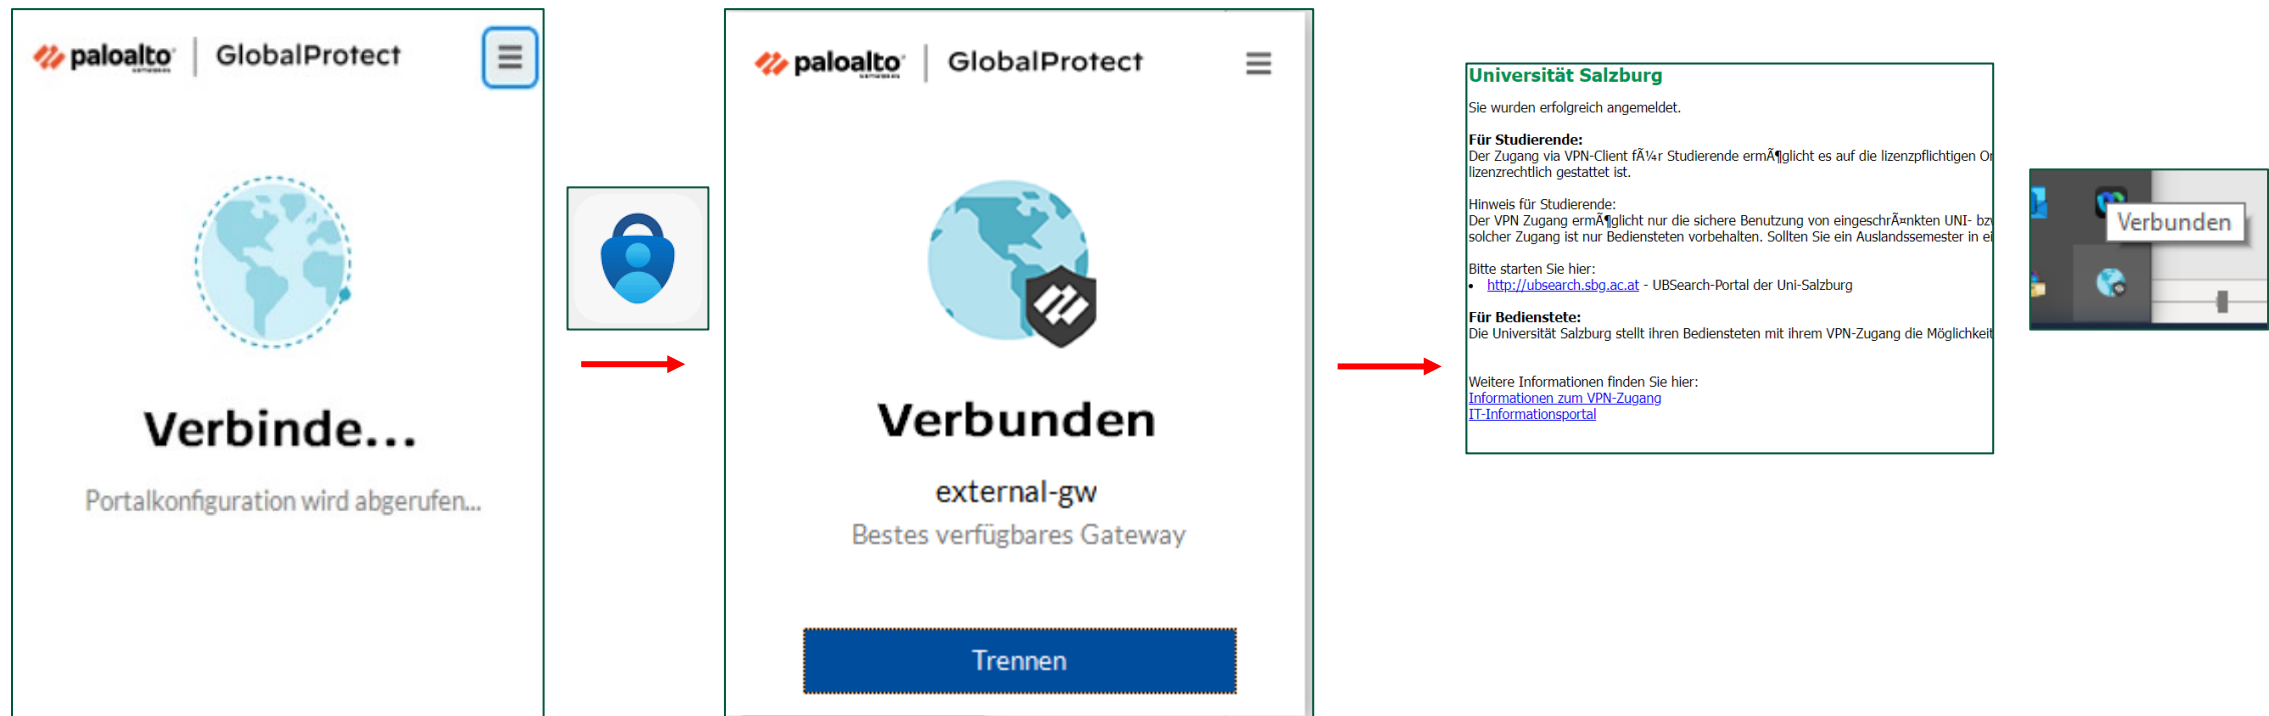 paloalto
NETWORKS
GlobalProtect
Verbinde...
Portalkonfiguration wird abgerufen...
paloalto
NETWORKS
GlobalProtect
Verbunden
external-gw
Bestes verfügbares Gateway
Trennen
Universität Salzburg
Sie wurden erfolgreich angemeldet.
Für Studierende:
Der Zugang via VPN-Client fÃ¼r Studierende ermÃ¶glicht es auf die lizenzpflichtigen Or
lizenzrechtlich gestattet ist.
Hinweis für Studierende:
Der VPN Zugang ermÃ¶glicht nur die sichere Benutzung von eingeschrÃ¤nkten UNI- bzw
solcher Zugang ist nur Bediensteten vorbehalten. Sollten Sie ein Auslandssemester in ei
Bitte starten Sie hier:
• http://ubsearch.sbg.ac.at - UBSearch-Portal der Uni-Salzburg
Für Bedienstete:
Die Universität Salzburg stellt ihren Bediensteten mit ihrem VPN-Zugang die Möglichkeit
Weitere Informationen finden Sie hier:
Informationen zum VPN-Zugang
IT-Informationsportal
Verbunden